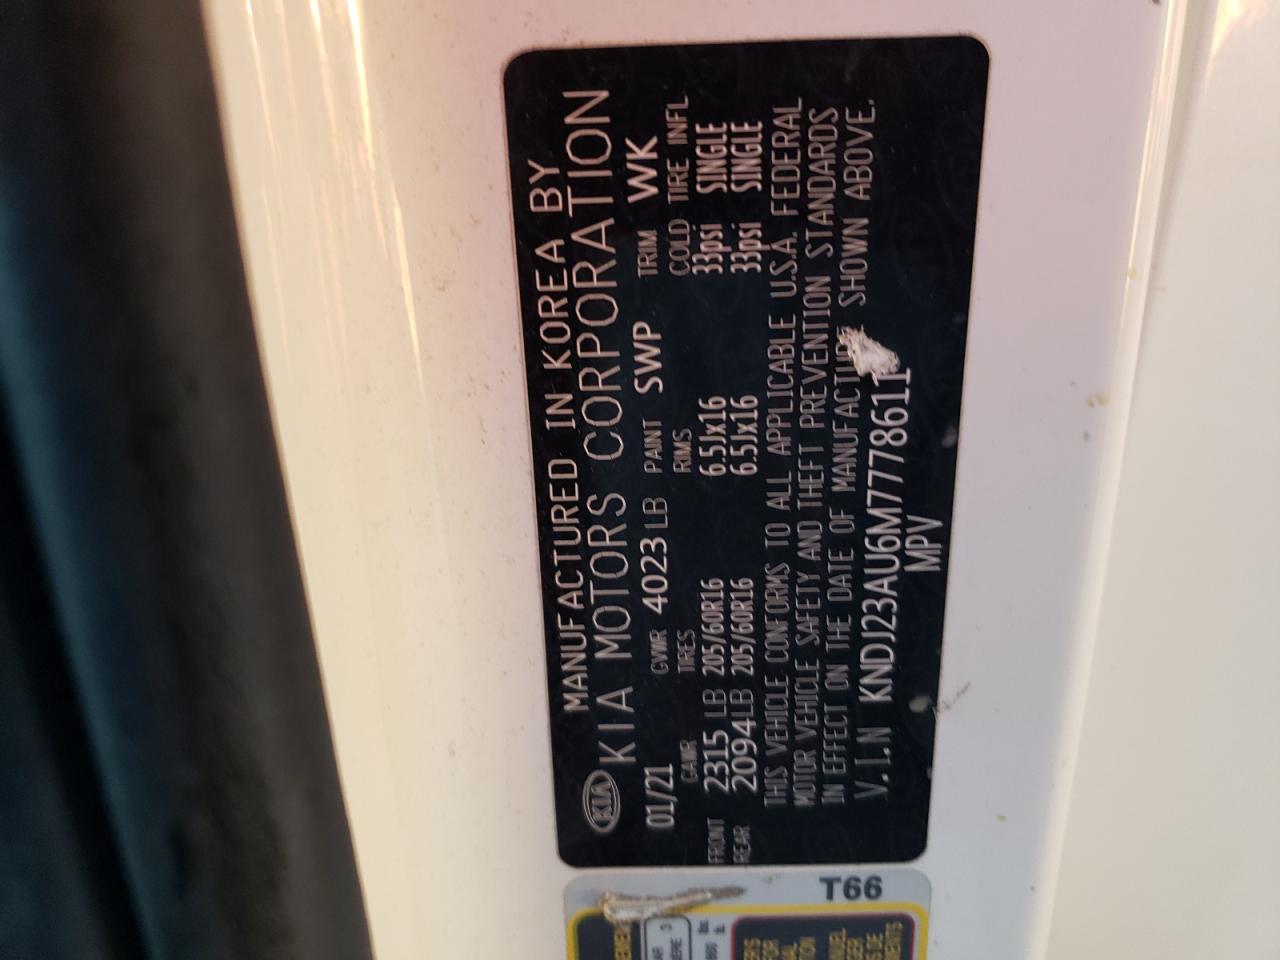 MANUFACTURED IN KOREA BY
KIA KIA MOTORS CORPORATION
01/21 GVWR 4023 LB PAINT SWP TRIM WK
GAWR TIRES RIMS COLD TIRE INFL
FRONT 2315 LB 205/60R16 6.5Jx16 33psi SINGLE
REAR 2094 LB 205/60R16 6.5Jx16 33psi SINGLE
THIS VEHICLE CONFORMS TO ALL APPLICABLE U.S.A. FEDERAL
MOTOR VEHICLE SAFETY AND THEFT PREVENTION STANDARDS
IN EFFECT ON THE DATE OF MANUFACTURE SHOWN ABOVE.
V.I.N KNDJ23AU6M7778611
MPV
T66